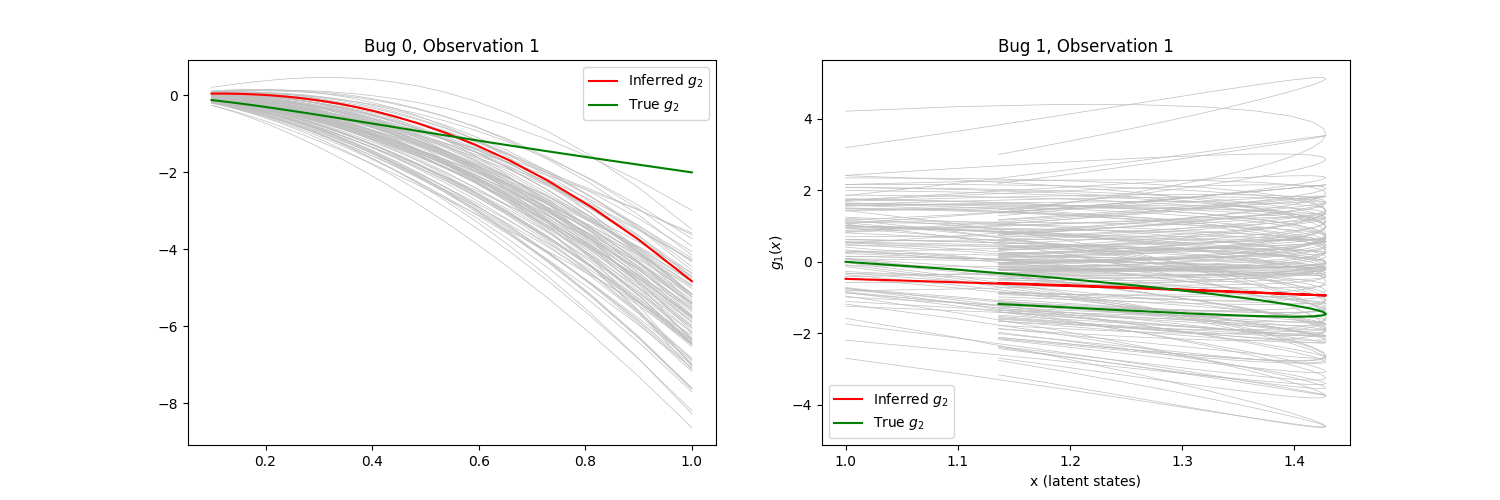 Bug 0, Observation 1
Inferred g₂
True g₂
0
−2
−4
−6
−8
0.2
0.4
0.6
0.8
1.0
Bug 1, Observation 1
g₁(x)
4
2
0
−2
−4
Inferred g₂
True g₂
1.0
1.1
1.2
1.3
1.4
x (latent states)